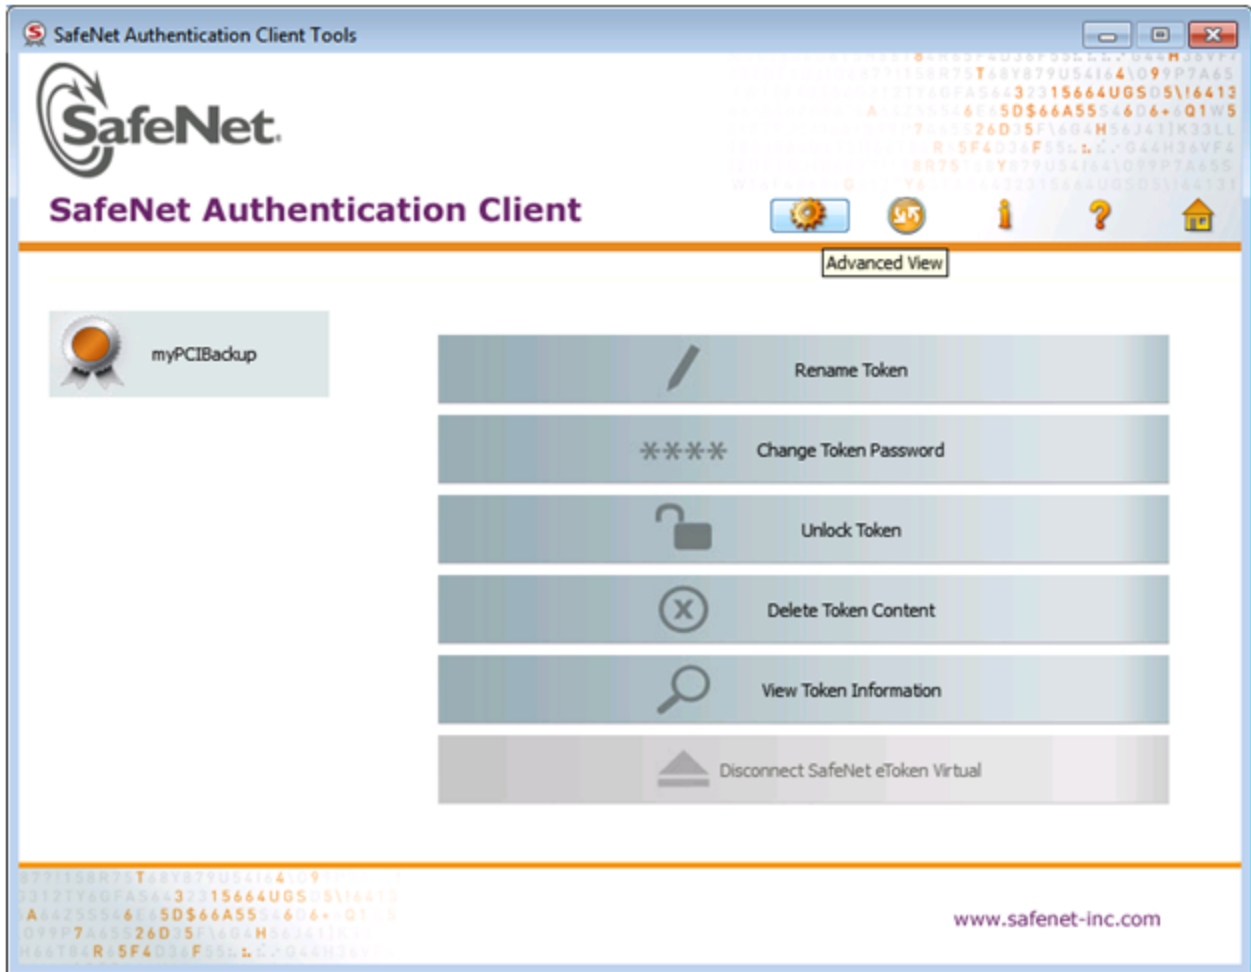 SafeNet Authentication Client Tools
SafeNet.
SafeNet Authentication Client
Advanced View
myPCIBackup
Rename Token
**** Change Token Password
Unlock Token
Delete Token Content
View Token Information
Disconnect SafeNet eToken Virtual
www.safenet-inc.com